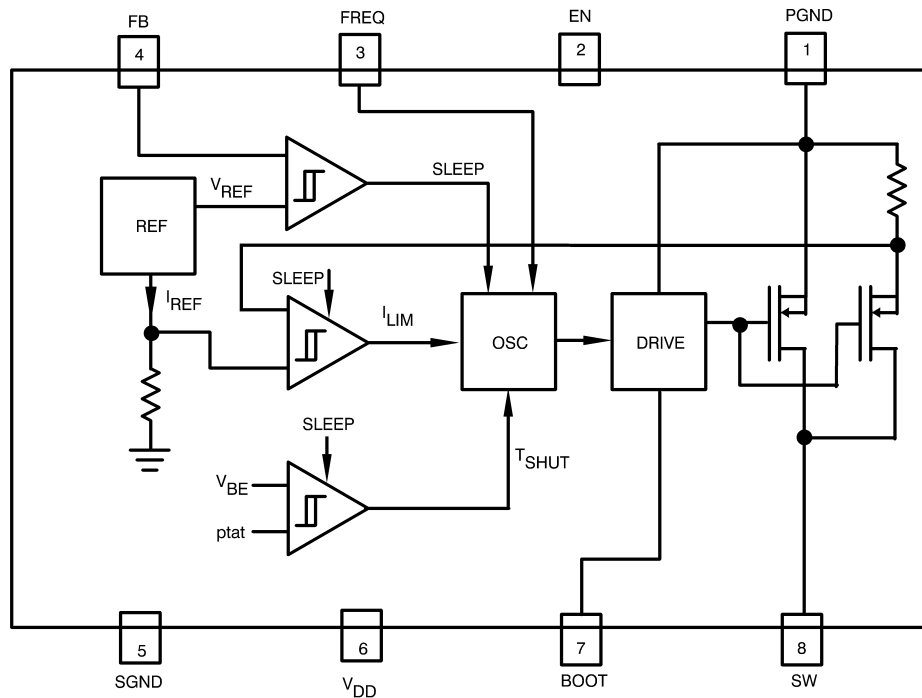 FB
FREQ
EN
PGND
4
3
2
1
SLEEP
VREF
REF
SLEEP
IREF
ILIM
OSC
DRIVE
SLEEP
TSHUT
VBE
ptat
5
6
7
8
SGND
VDD
BOOT
SW